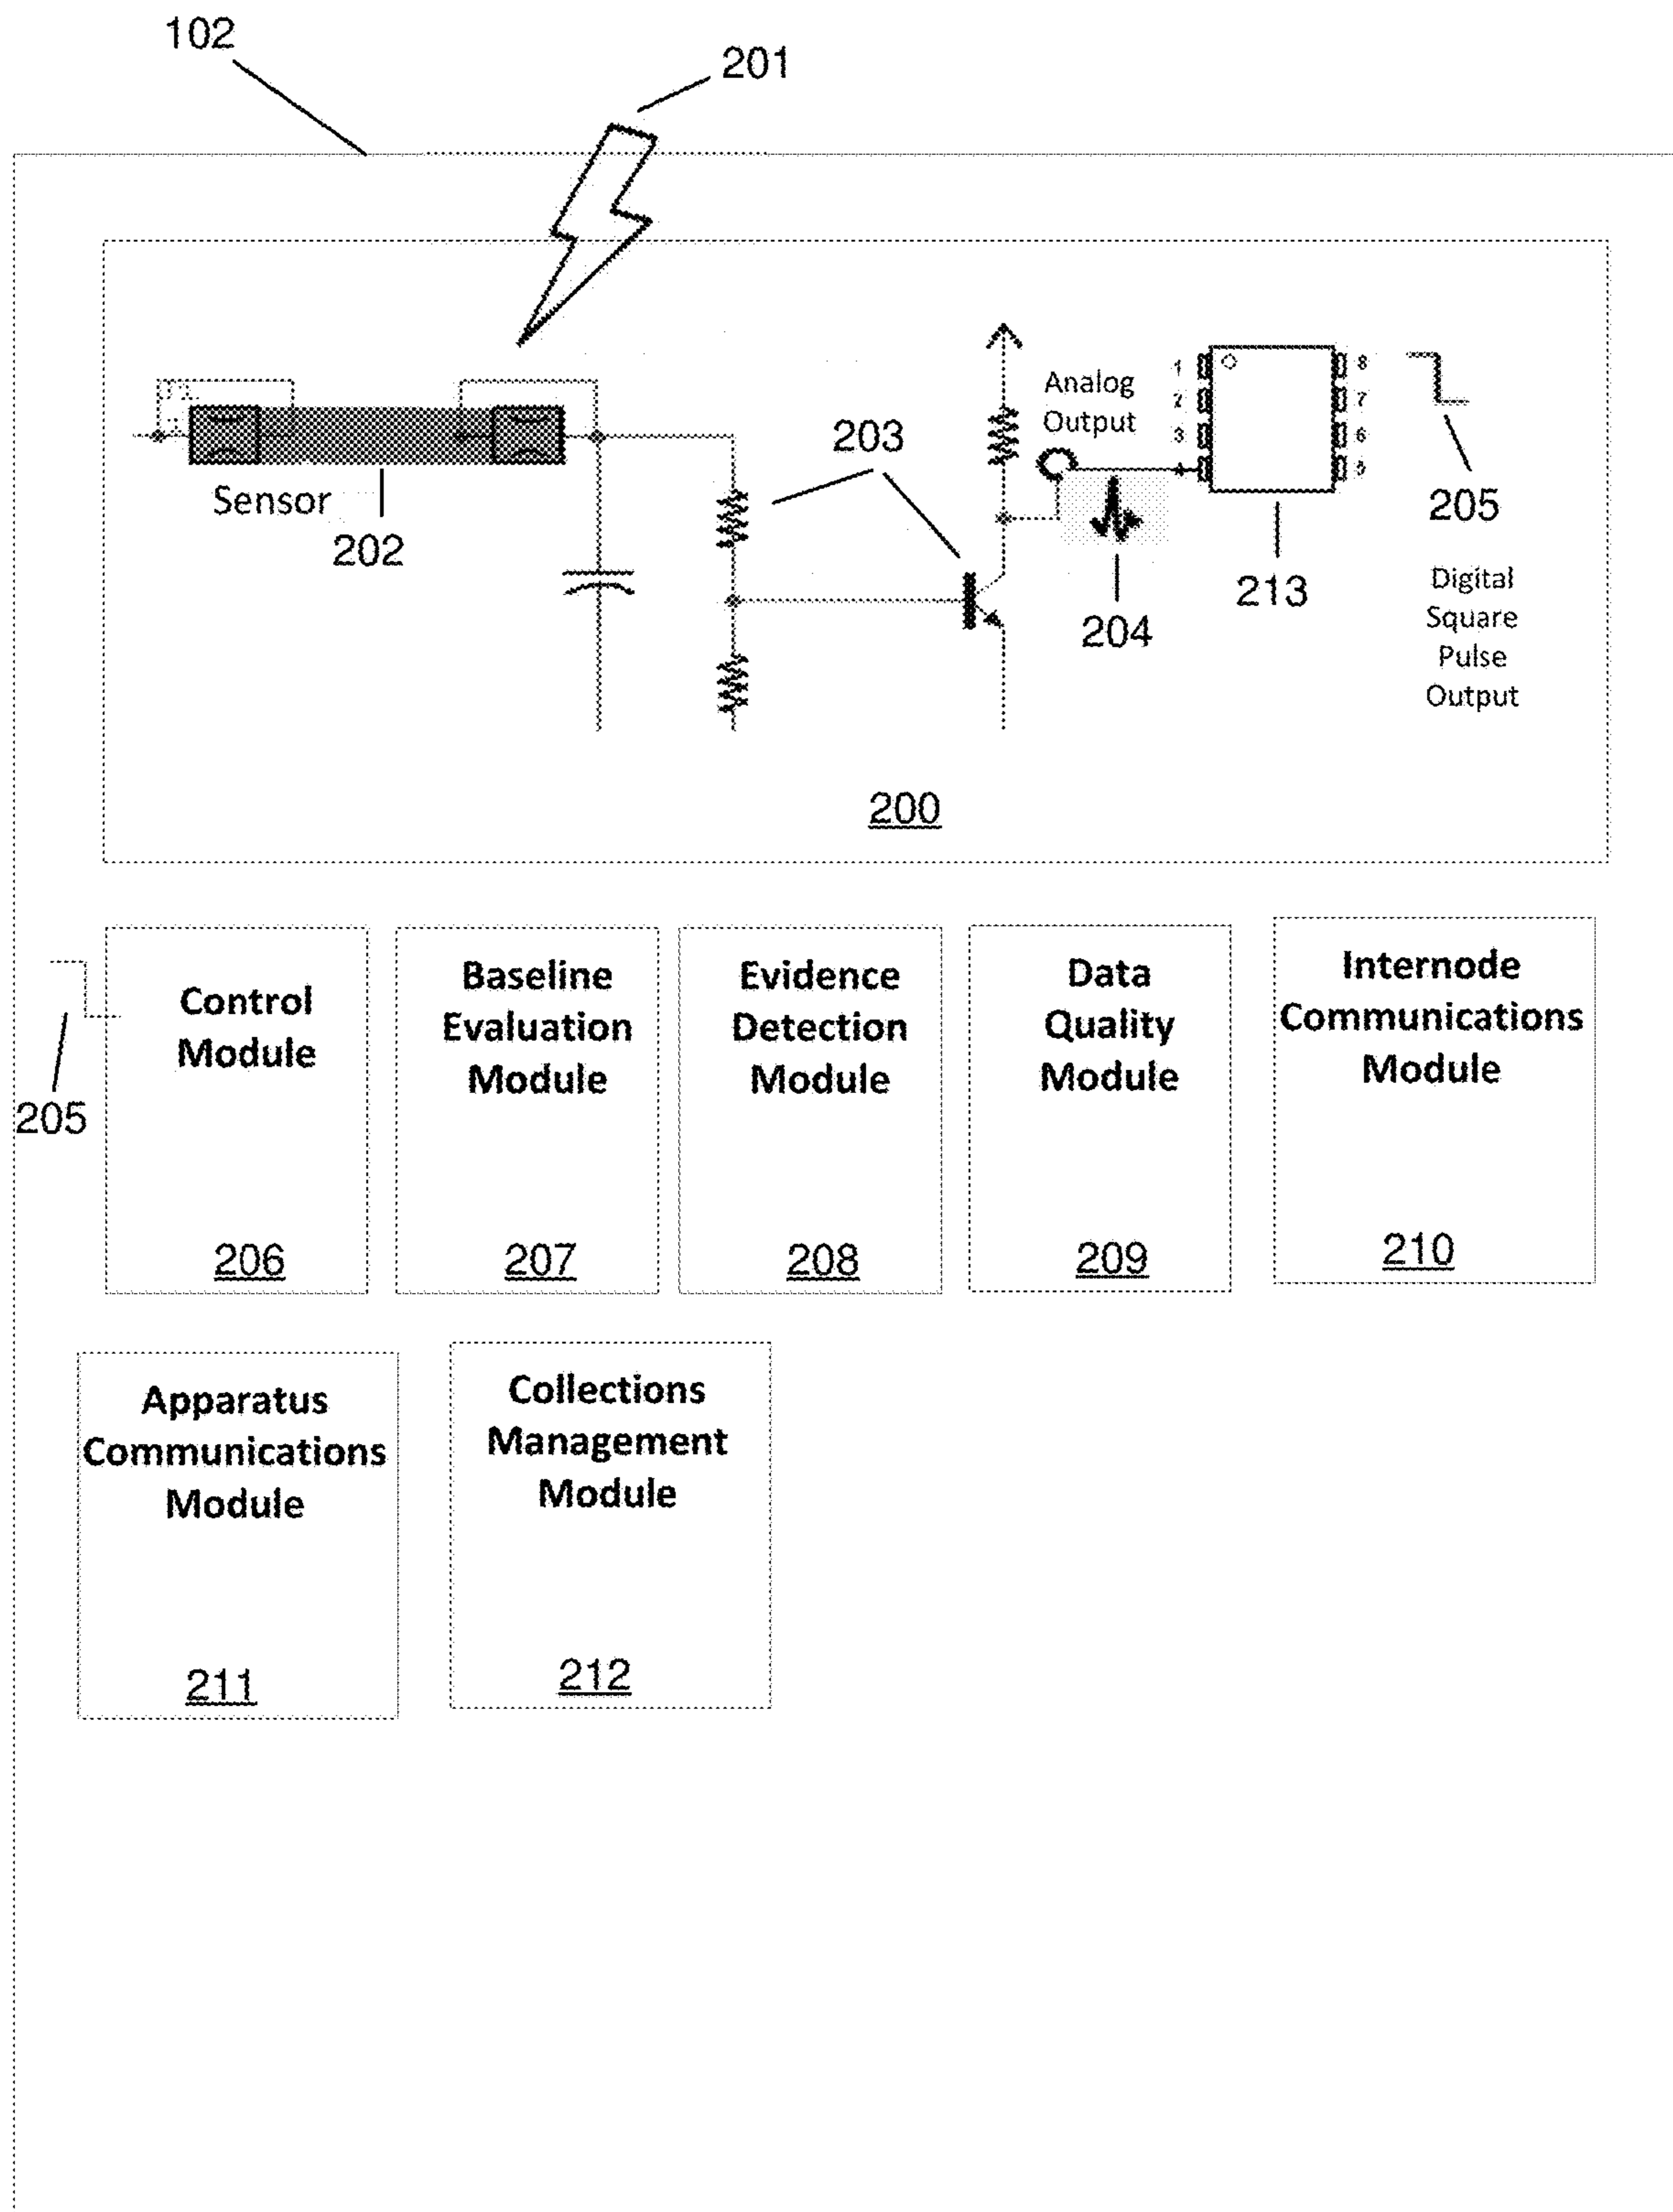 102
201
Analog
Output
1
2
3
4
8
7
6
5
203
Sensor
202
205
213
204
Digital
Square
Pulse
Output
200
205
Control
Module
206
Baseline
Evaluation
Module
207
Evidence
Detection
Module
208
Data
Quality
Module
209
Internode
Communications
Module
210
Apparatus
Communications
Module
211
Collections
Management
Module
212